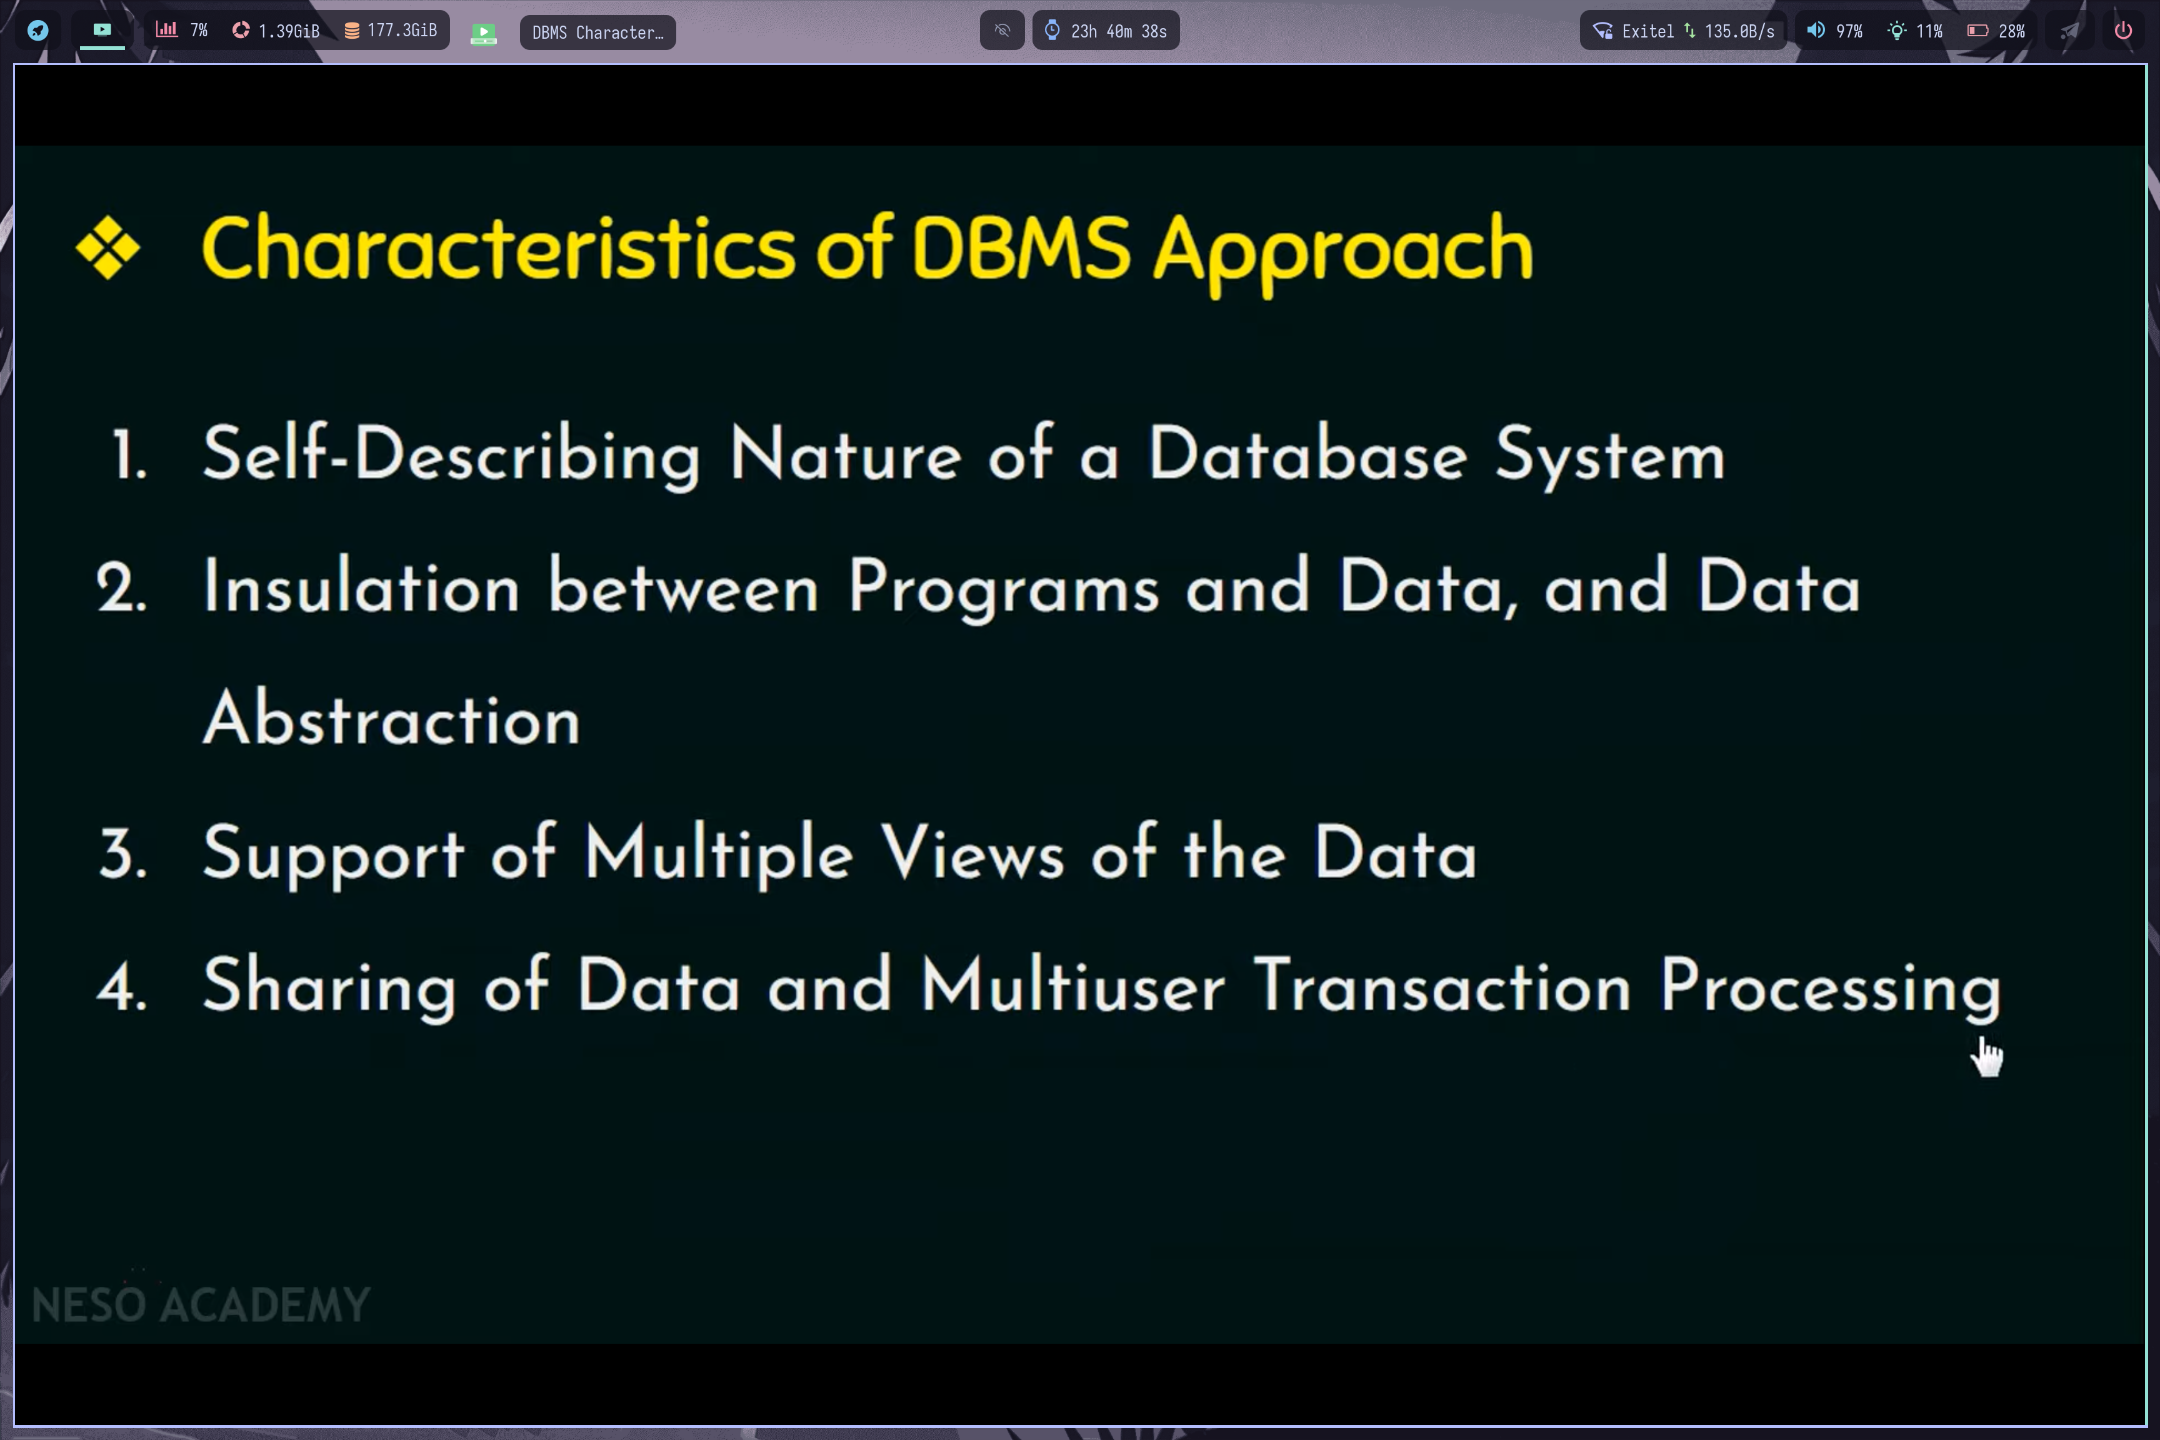 7% 1.39GiB 177.3GiB DBMS Character… 23h 40m 38s Exitel 135.0B/s 97% 11% 28%
❖ Characteristics of DBMS Approach
1. Self-Describing Nature of a Database System
2. Insulation between Programs and Data, and Data
Abstraction
3. Support of Multiple Views of the Data
4. Sharing of Data and Multiuser Transaction Processing
NESO ACADEMY